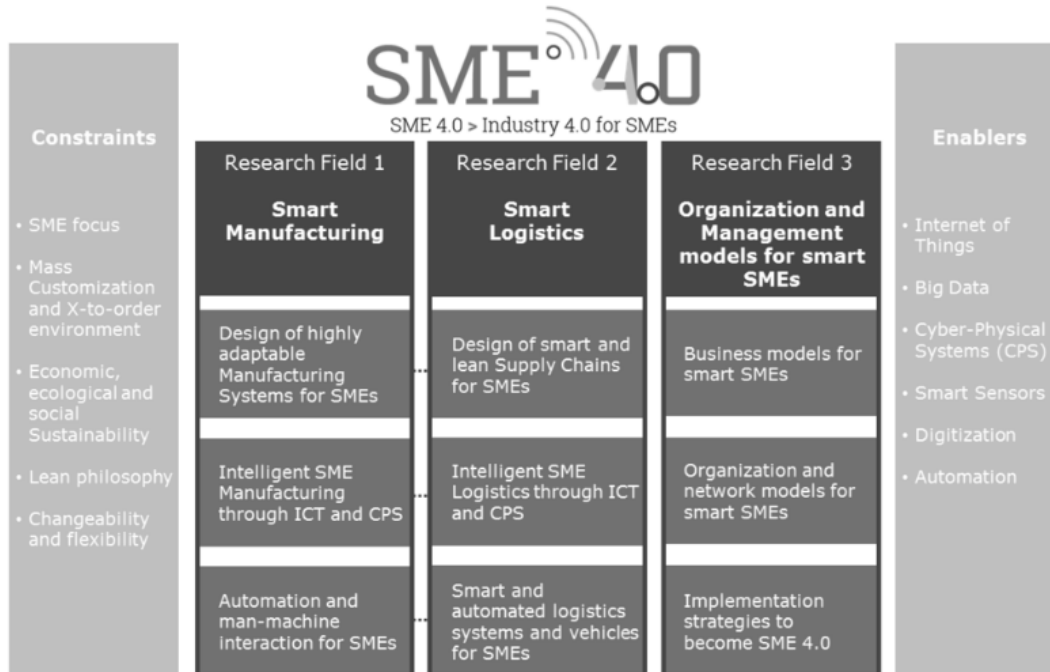 SME 4.0
SME 4.0 > Industry 4.0 for SMEs
Constraints
• SME focus
• Mass
Customization
and X-to-order
environment
• Economic,
ecological and
social
Sustainability
• Lean philosophy
• Changeability
and flexibility
Research Field 1
Smart
Manufacturing
Design of highly
adaptable
Manufacturing
Systems for SMEs
Intelligent SME
Manufacturing
through ICT and CPS
Automation and
man-machine
interaction for SMEs
Research Field 2
Smart
Logistics
Design of smart and
lean Supply Chains
for SMEs
Intelligent SME
Logistics through ICT
and CPS
Smart and
automated logistics
systems and vehicles
for SMEs
Research Field 3
Organization and
Management
models for smart
SMEs
Business models for
smart SMEs
Organization and
network models for
smart SMEs
Implementation
strategies to
become SME 4.0
Enablers
• Internet of
Things
• Big Data
• Cyber-Physical
Systems (CPS)
• Smart Sensors
• Digitization
• Automation